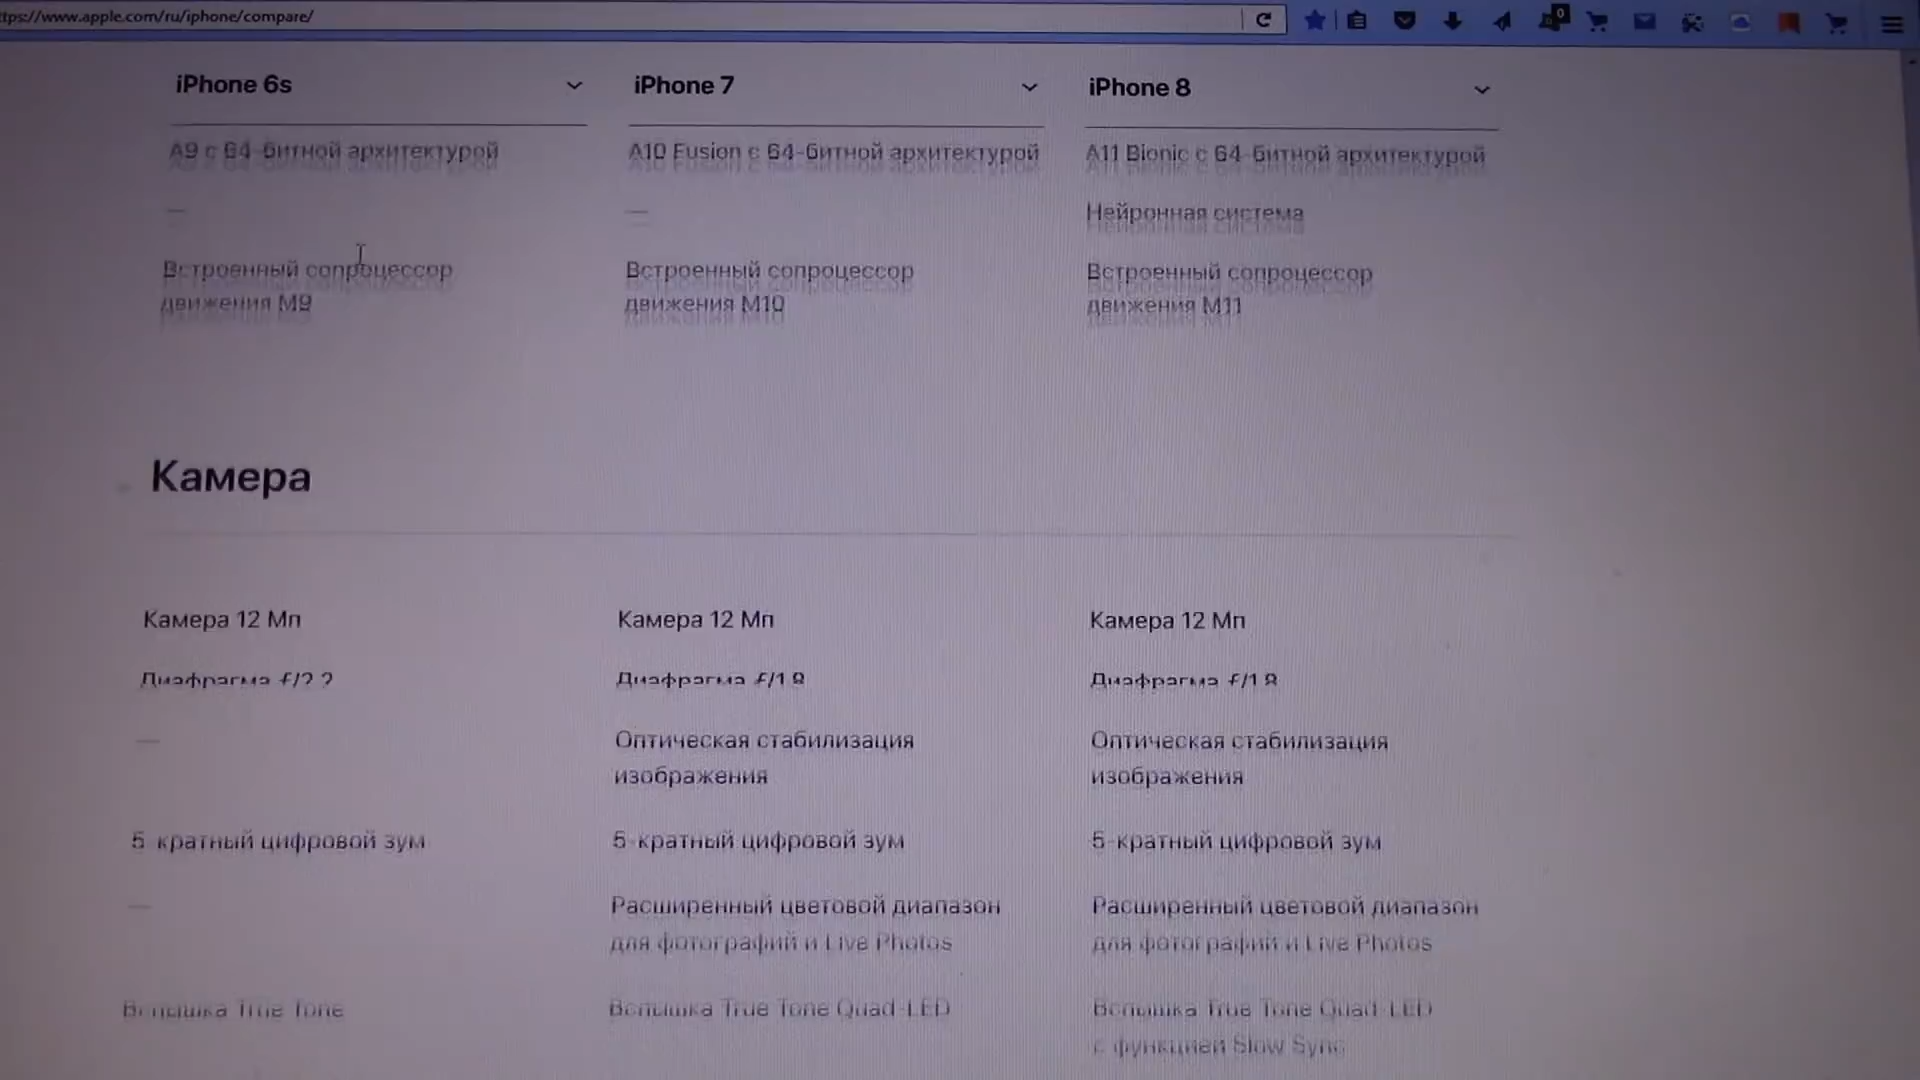 tps://www.apple.com/ru/iphone/compare/
0
iPhone 6s
iPhone 7
iPhone 8
A9 с 64-битной архитектурой
A10 Fusion с 64-битной архитектурой
A11 Bionic с 64-битной архитектурой
—
—
Нейронная система
Встроенный сопроцессор
движения M9
Встроенный сопроцессор
движения M10
Встроенный сопроцессор
движения M11
Камера
Камера 12 Мп
Камера 12 Мп
Камера 12 Мп
Диафрагма ƒ/2.2
Диафрагма ƒ/1.8
Диафрагма ƒ/1.8
—
Оптическая стабилизация
изображения
Оптическая стабилизация
изображения
5-кратный цифровой зум
5-кратный цифровой зум
5-кратный цифровой зум
—
Расширенный цветовой диапазон
для фотографий и Live Photos
Расширенный цветовой диапазон
для фотографий и Live Photos
Вспышка True Tone
Вспышка True Tone Quad-LED
Вспышка True Tone Quad-LED
с функцией Slow Sync